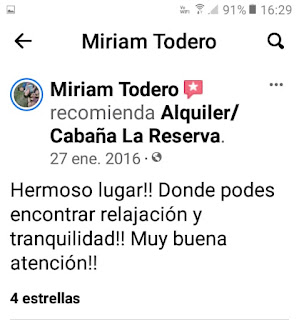 91% 16:29
Miriam Todero
Miriam Todero
recomienda Alquiler/
Cabaña La Reserva.
27 ene. 2016 ·
Hermoso lugar!! Donde podes
encontrar relajación y
tranquilidad!! Muy buena
atención!!
4 estrellas